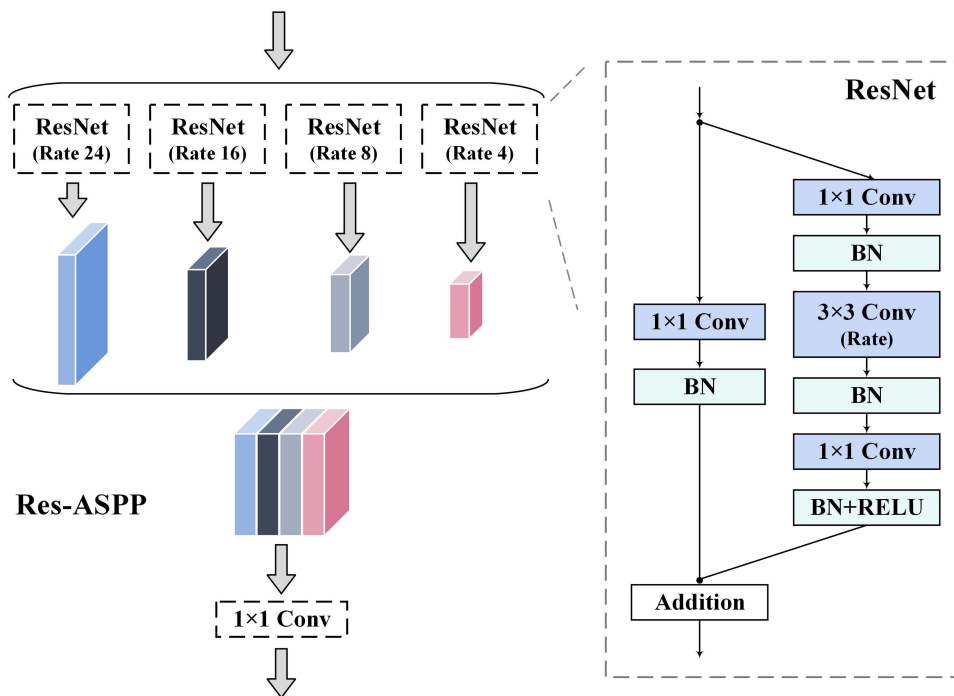 ResNet
(Rate 24)
ResNet
(Rate 16)
ResNet
(Rate 8)
ResNet
(Rate 4)
Res-ASPP
1×1 Conv
ResNet
1×1 Conv
BN
1×1 Conv
BN
3×3 Conv
(Rate)
BN
1×1 Conv
BN+RELU
Addition